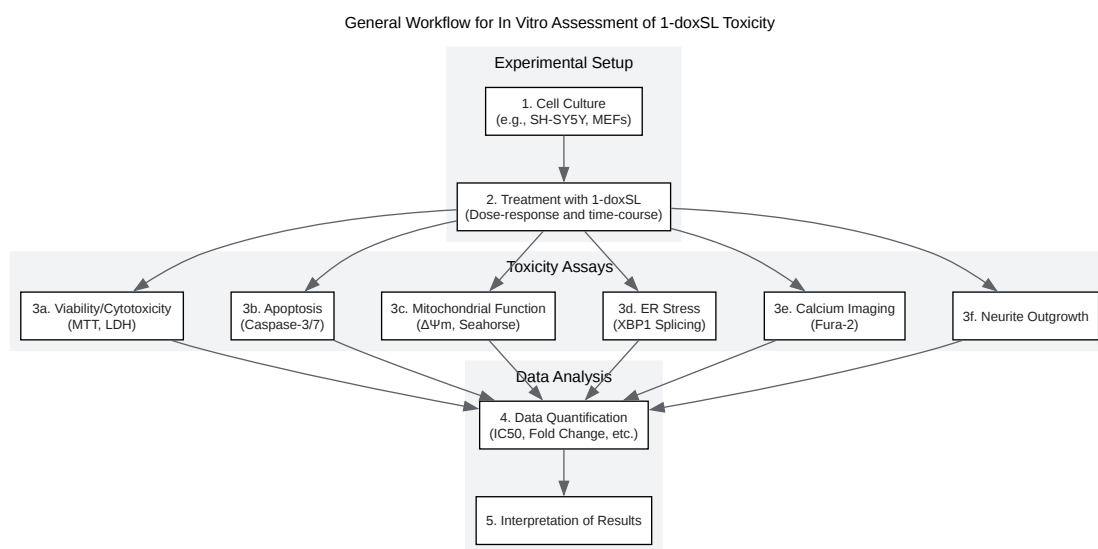 General Workflow for In Vitro Assessment of 1-doxSL Toxicity
Experimental Setup
1. Cell Culture
(e.g., SH-SY5Y, MEFs)
2. Treatment with 1-doxSL
(Dose-response and time-course)
Toxicity Assays
3a. Viability/Cytotoxicity
(MTT, LDH)
3b. Apoptosis
(Caspase-3/7)
3c. Mitochondrial Function
(ΔΨm, Seahorse)
3d. ER Stress
(XBP1 Splicing)
3e. Calcium Imaging
(Fura-2)
3f. Neurite Outgrowth
Data Analysis
4. Data Quantification
(IC50, Fold Change, etc.)
5. Interpretation of Results